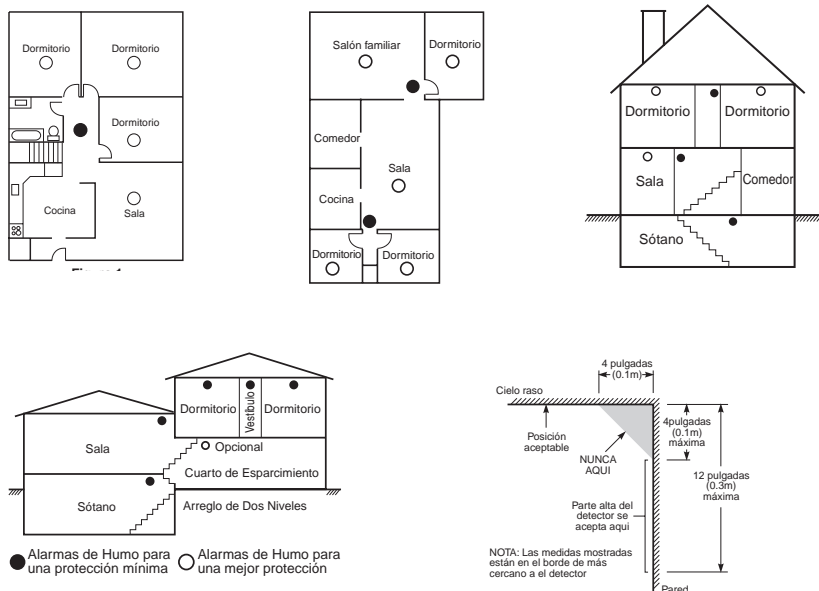 Dormitorio
Dormitorio
Dormitorio
Cocina
Sala
Salón familiar
Dormitorio
Comedor
Sala
Cocina
Dormitorio
Dormitorio
Dormitorio
Dormitorio
Sala
Comedor
Sótano
Dormitorio
Vestíbulo
Dormitorio
Sala
Opcional
Cuarto de Esparcimiento
Sótano
Arreglo de Dos Niveles
Alarmas de Humo para
una protección mínima
Alarmas de Humo para
una mejor protección
4 pulgadas
(0.1m)
Cielo raso
Posición
aceptable
NUNCA
AQUI
4pulgadas
(0.1m)
máxima
12 pulgadas
(0.3m)
máxima
Parte alta del
detector se
acepta aqui
NOTA: Las medidas mostradas
están en el borde de más
cercano a el detector
Pared